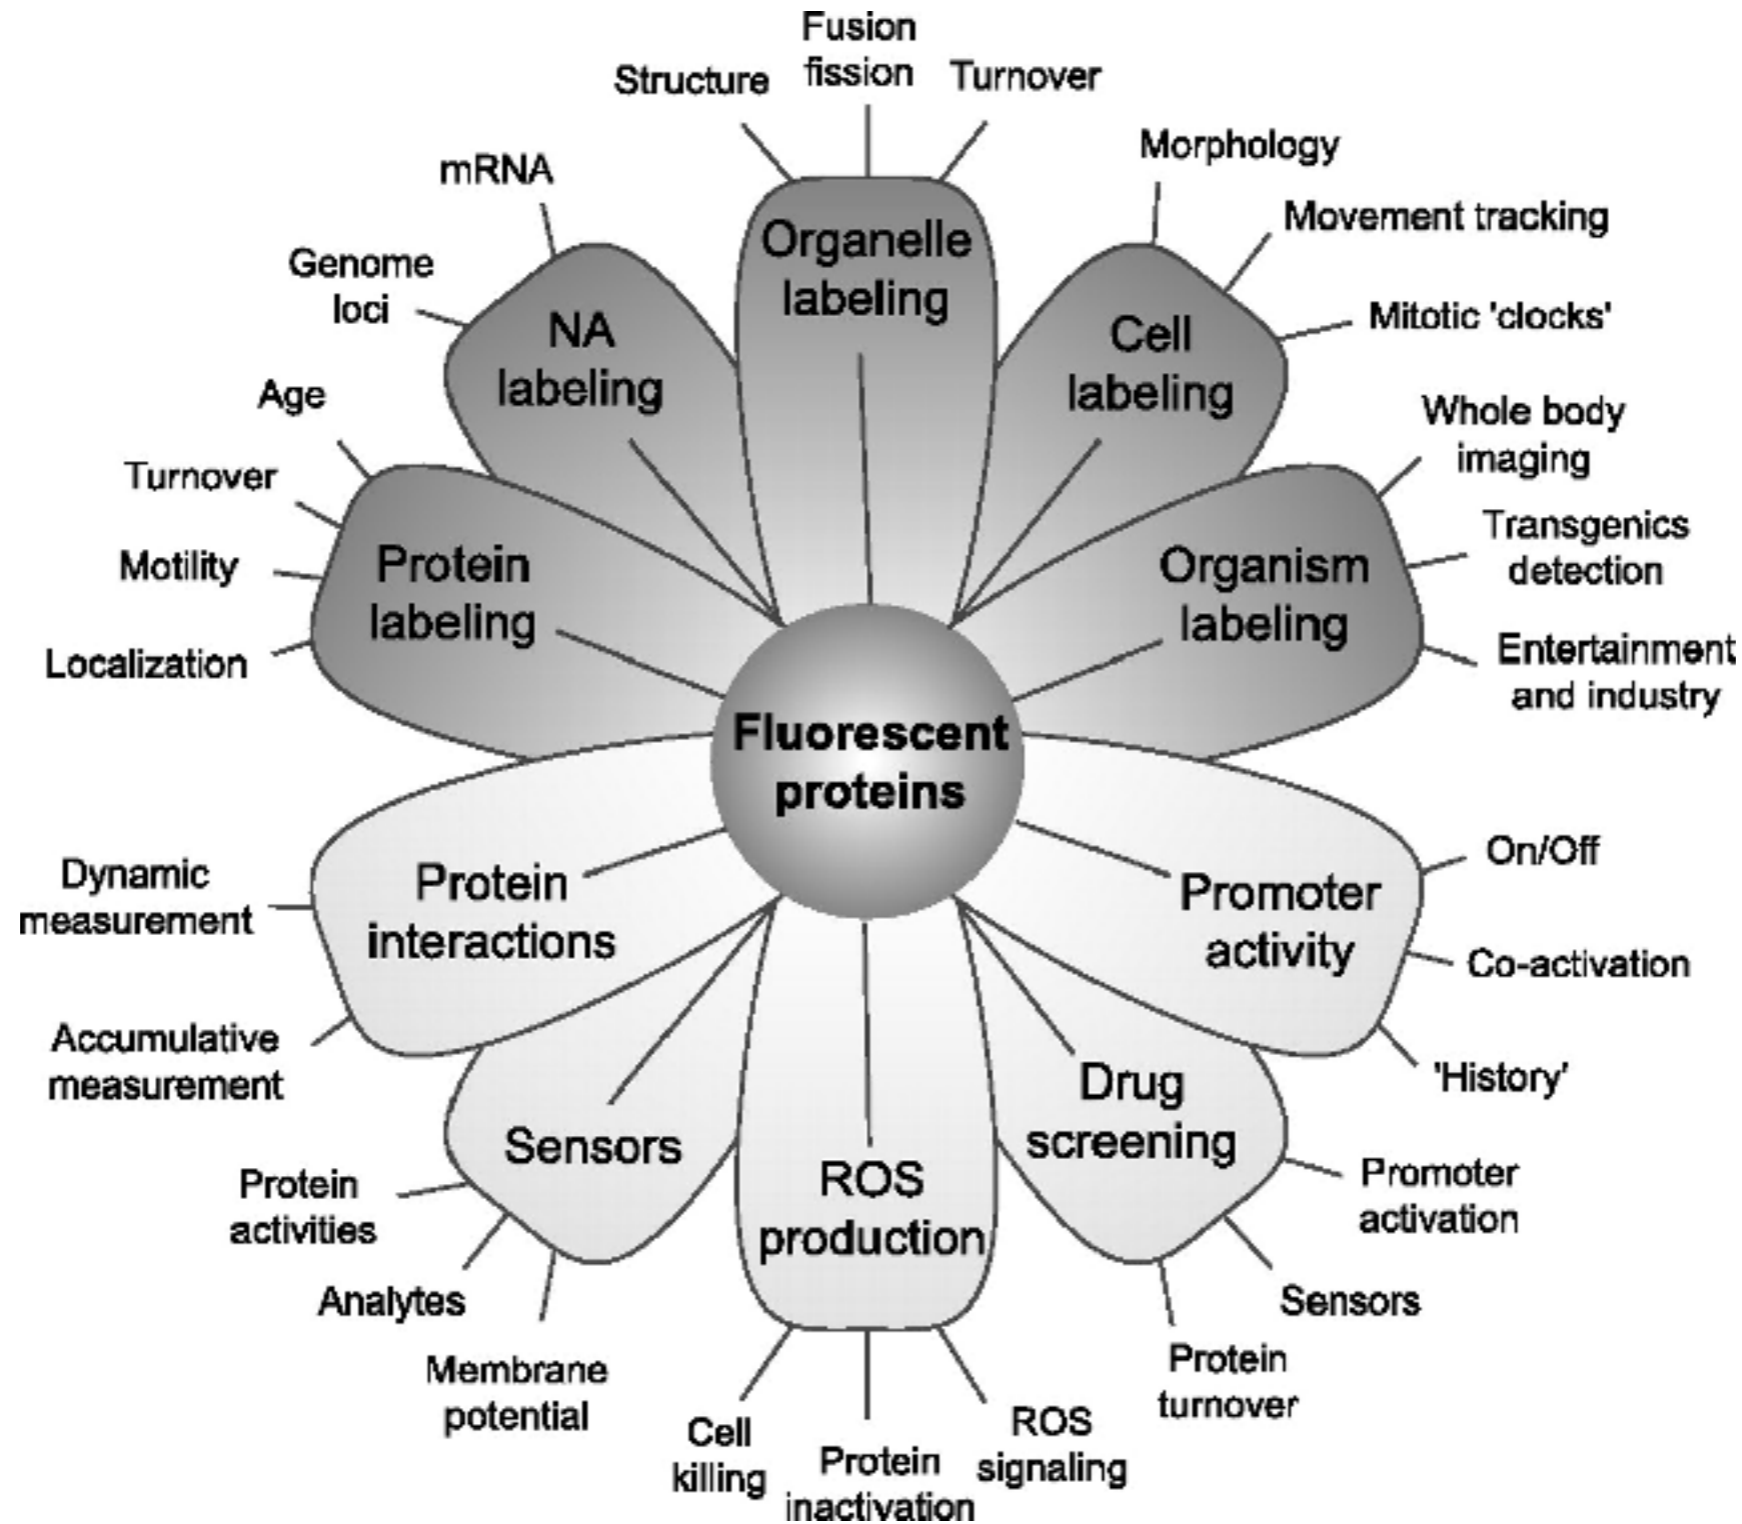 Fusion
fission
Structure
Turnover
Morphology
mRNA
Movement tracking
Organelle
labeling
Genome
loci
NA
labeling
Cell
labeling
Mitotic 'clocks'
Age
Whole body
imaging
Turnover
Transgenics
detection
Motility
Protein
labeling
Organism
labeling
Localization
Entertainment
and industry
Fluorescent
proteins
Dynamic
measurement
Protein
interactions
Promoter
activity
On/Off
Co-activation
Accumulative
measurement
'History'
Drug
screening
Sensors
ROS
production
Protein
activities
Promoter
activation
Analytes
Sensors
Membrane
potential
Protein
turnover
Cell
killing
Protein
inactivation
ROS
signaling